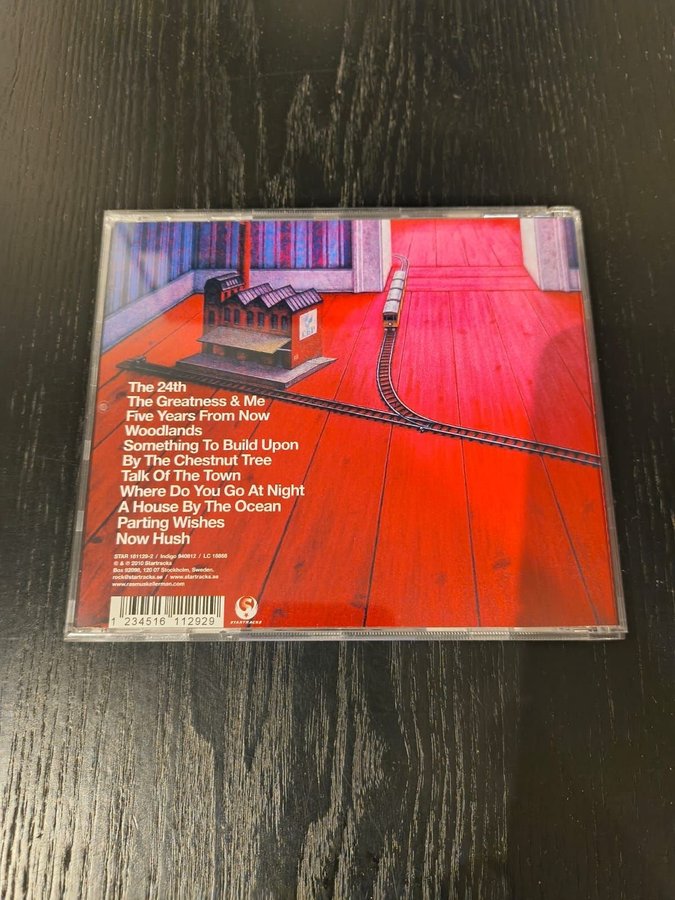 The 24th
The Greatness & Me
Five Years From Now
Woodlands
Something To Build Upon
By The Chestnut Tree
Talk Of The Town
Where Do You Go At Night
A House By The Ocean
Parting Wishes
Now Hush
STAR 161129-2 / Indigo 940812 / LC 18866
© & ℗ 2010 Startracks
Box 92098, 120 07 Stockholm, Sweden.
rock@startracks.se / www.startracks.se
www.rasmuskellerman.com
1 234516 112929
STARTRACKS